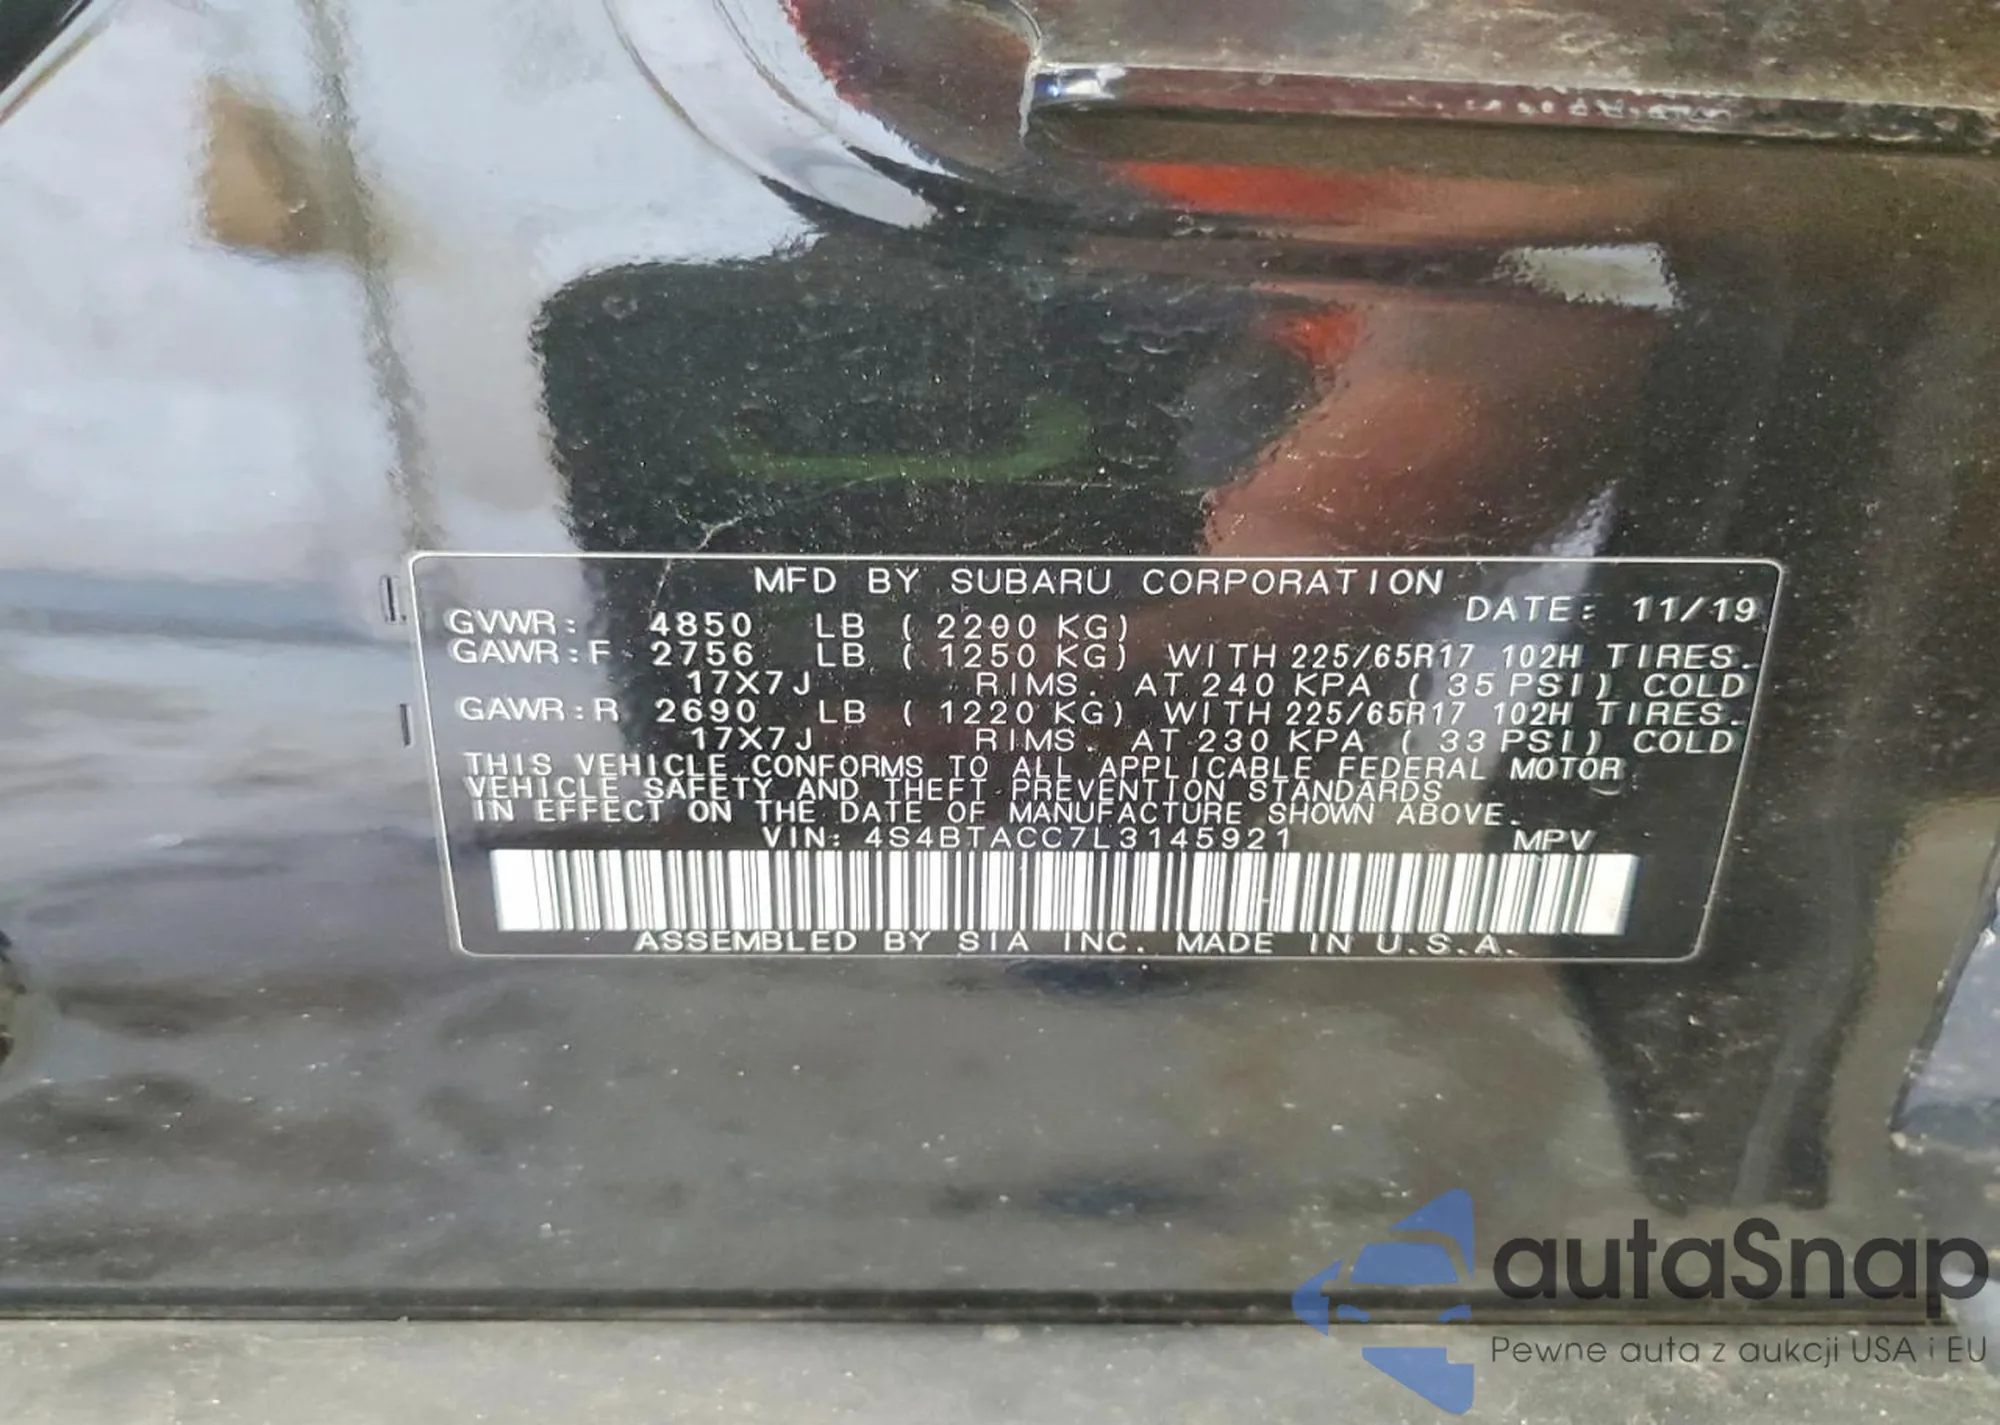 MFD BY SUBARU CORPORATION
DATE: 11/19
GVWR: 4850 LB ( 2200 KG)
GAWR:F 2756 LB ( 1250 KG) WITH 225/65R17 102H TIRES.
17X7J RIMS. AT 240 KPA ( 35 PSI) COLD
GAWR:R 2690 LB ( 1220 KG) WITH 225/65R17 102H TIRES.
17X7J RIMS. AT 230 KPA ( 33 PSI) COLD
THIS VEHICLE CONFORMS TO ALL APPLICABLE FEDERAL MOTOR
VEHICLE SAFETY AND THEFT PREVENTION STANDARDS
IN EFFECT ON THE DATE OF MANUFACTURE SHOWN ABOVE.
VIN: 4S4BTACC7L3145921 MPV
ASSEMBLED BY SIA INC. MADE IN U.S.A.
autaSnap
Pewne auta z aukcji USA i EU